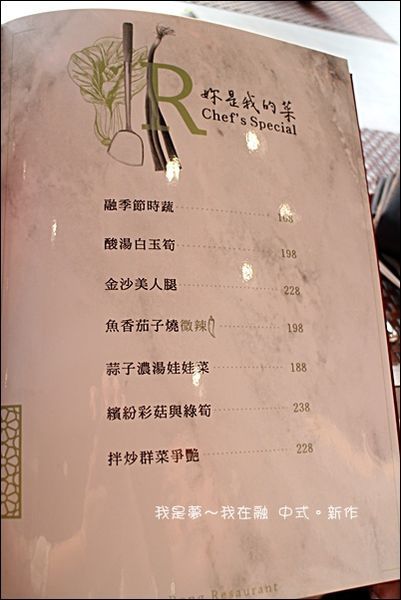 R
妳是我的菜
Chef's Special
融季節時蔬 168
酸湯白玉筍 198
金沙美人腿 228
魚香茄子燒微辣 198
蒜子濃湯娃娃菜 188
繽紛彩菇與綠筍 238
拌炒群菜爭艷 228
我是夢～我在融 中式。新作
Rong Resaurant